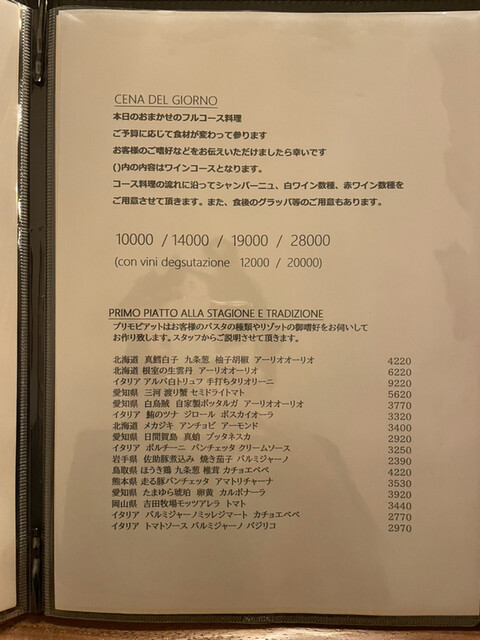 CENA DEL GIORNO
本日のおまかせのフルコース料理
ご予算に応じて食材が変わって参ります
お客様のご嗜好などをお伝えいただけましたら幸いです
()内の内容はワインコースとなります。
コース料理の流れに沿ってシャンパーニュ、白ワイン数種、赤ワイン数種を
ご用意させて頂きます。また、食後のグラッパ等のご用意もあります。
10000 / 14000 / 19000 / 28000
(con vini degsutazione 12000 / 20000)
PRIMO PIATTO ALLA STAGIONE E TRADIZIONE
プリモピアットはお客様のパスタの種類やリゾットの御嗜好をお伺いして
お作り致します。スタッフからご説明させて頂きます。
北海道 真鱈白子 九条葱 柚子胡椒 アーリオオーリオ 4220
北海道 根室の生雲丹 アーリオオーリオ 6220
イタリア アルバ白トリュフ 手打ちタリオリーニ 9220
愛知県 三河 渡り蟹 セミドライトマト 5620
愛知県 白鳥賊 自家製ボッタルガ アーリオオーリオ 3770
イタリア 鮪のツナ ジロール ボスカイオーラ 3320
北海道 メカジキ アンチョビ アーモンド 3400
愛知県 日間賀島 真蛸 プッタネスカ 2920
イタリア ポルチーニ パンチェッタ クリームソース 3250
岩手県 佐助豚煮込み 焼き茄子 パルミジャーノ 2390
鳥取県 ほうき鶏 九条葱 椎茸 カチョエペペ 4220
熊本県 走る豚パンチェッタ アマトリチャーナ 3530
愛知県 たまゆら琥珀 卵黄 カルボナーラ 3920
岡山県 吉田牧場モッツアレラ トマト 3440
イタリア パルミジャーノミッレジマート カチョエペペ 2770
イタリア トマトソース パルミジャーノ バジリコ 2970